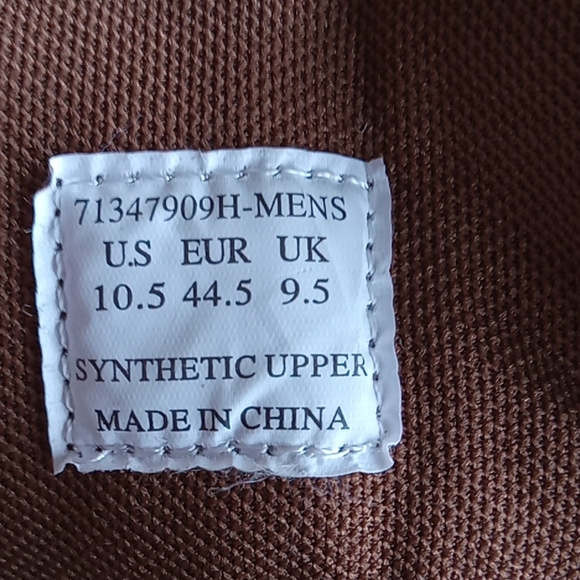 71347909H-MENS
U.S EUR UK
10.5 44.5 9.5
SYNTHETIC UPPER
MADE IN CHINA